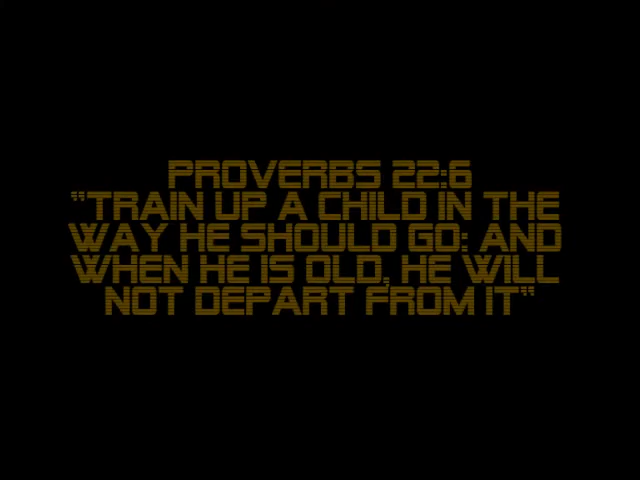 PROVERBS 22:6
"TRAIN UP A CHILD IN THE
WAY HE SHOULD GO: AND
WHEN HE IS OLD, HE WILL
NOT DEPART FROM IT"